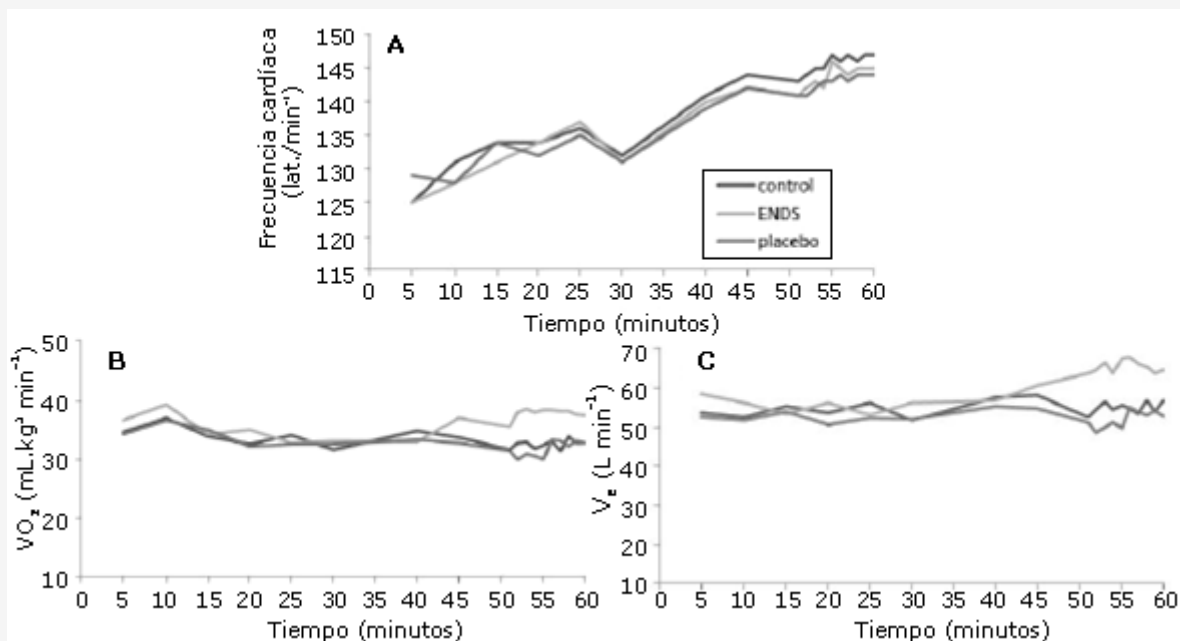 A
Frecuencia cardíaca
(lat./min⁻¹)
150
145
140
135
130
125
120
115
control
ENDS
placebo
0 5 10 15 20 25 30 35 40 45 50 55 60
Tiempo (minutos)
B
VO₂ (mL.kg¹ min⁻¹)
50
40
30
20
10
0 5 10 15 20 25 30 35 40 45 50 55 60
Tiempo (minutos)
C
V_E (L min⁻¹)
70
60
50
40
30
20
10
0 5 10 15 20 25 30 35 40 45 50 55 60
Tiempo (minutos)